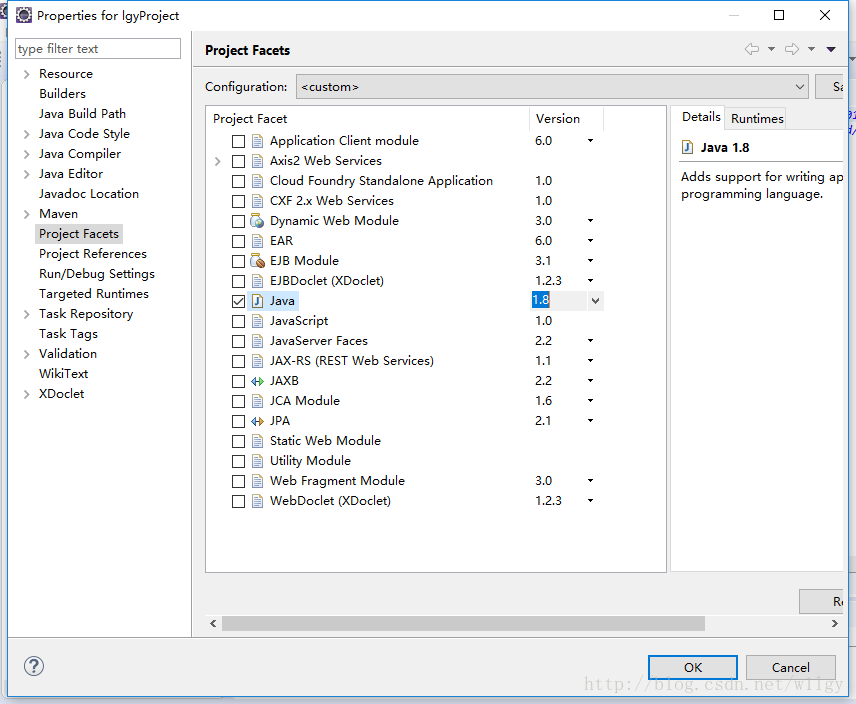 Properties for lgyProject
type filter text
Resource
Builders
Java Build Path
Java Code Style
Java Compiler
Java Editor
Javadoc Location
Maven
Project Facets
Project References
Run/Debug Settings
Targeted Runtimes
Task Repository
Task Tags
Validation
WikiText
XDoclet
Project Facets
Configuration: <custom>
Project Facet Version
Application Client module 6.0
Axis2 Web Services
Cloud Foundry Standalone Application 1.0
CXF 2.x Web Services 1.0
Dynamic Web Module 3.0
EAR 6.0
EJB Module 3.1
EJBDoclet (XDoclet) 1.2.3
Java 1.8
JavaScript 1.0
JavaServer Faces 2.2
JAX-RS (REST Web Services) 1.1
JAXB 2.2
JCA Module 1.6
JPA 2.1
Static Web Module
Utility Module
Web Fragment Module 3.0
WebDoclet (XDoclet) 1.2.3
Details Runtimes
Java 1.8
Adds support for writing ap
programming language.
OK Cancel